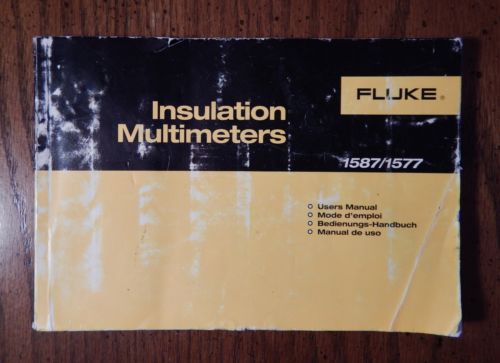 FLUKE®
Insulation
Multimeters
1587/1577
Users Manual
Mode d'emploi
Bedienungs-Handbuch
Manual de uso